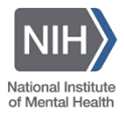 NIH
National Institute
of Mental Health